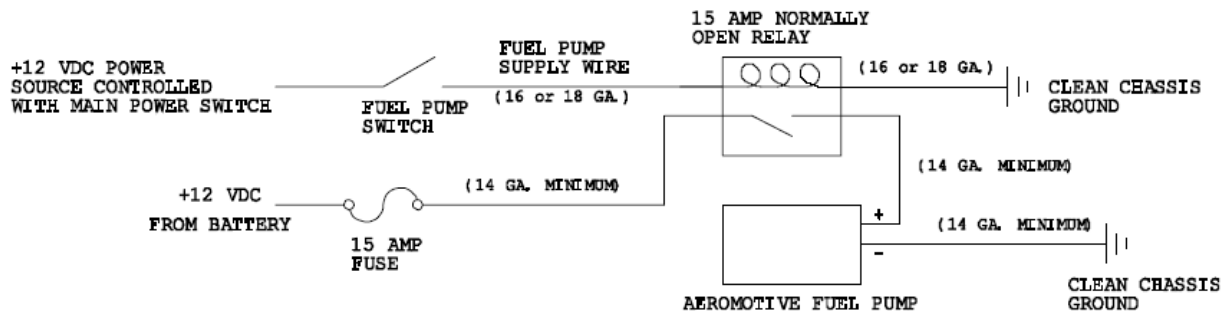 15 AMP NORMALLY
OPEN RELAY
+12 VDC POWER
SOURCE CONTROLLED
WITH MAIN POWER SWITCH
FUEL PUMP
SUPPLY WIRE
(16 or 18 GA.)
FUEL PUMP
SWITCH
(16 or 18 GA.)
CLEAN CHASSIS
GROUND
+12 VDC
FROM BATTERY
15 AMP
FUSE
(14 GA. MINIMUM)
(14 GA. MINIMUM)
+
-
(14 GA. MINIMUM)
AEROMOTIVE FUEL PUMP
CLEAN CHASSIS
GROUND